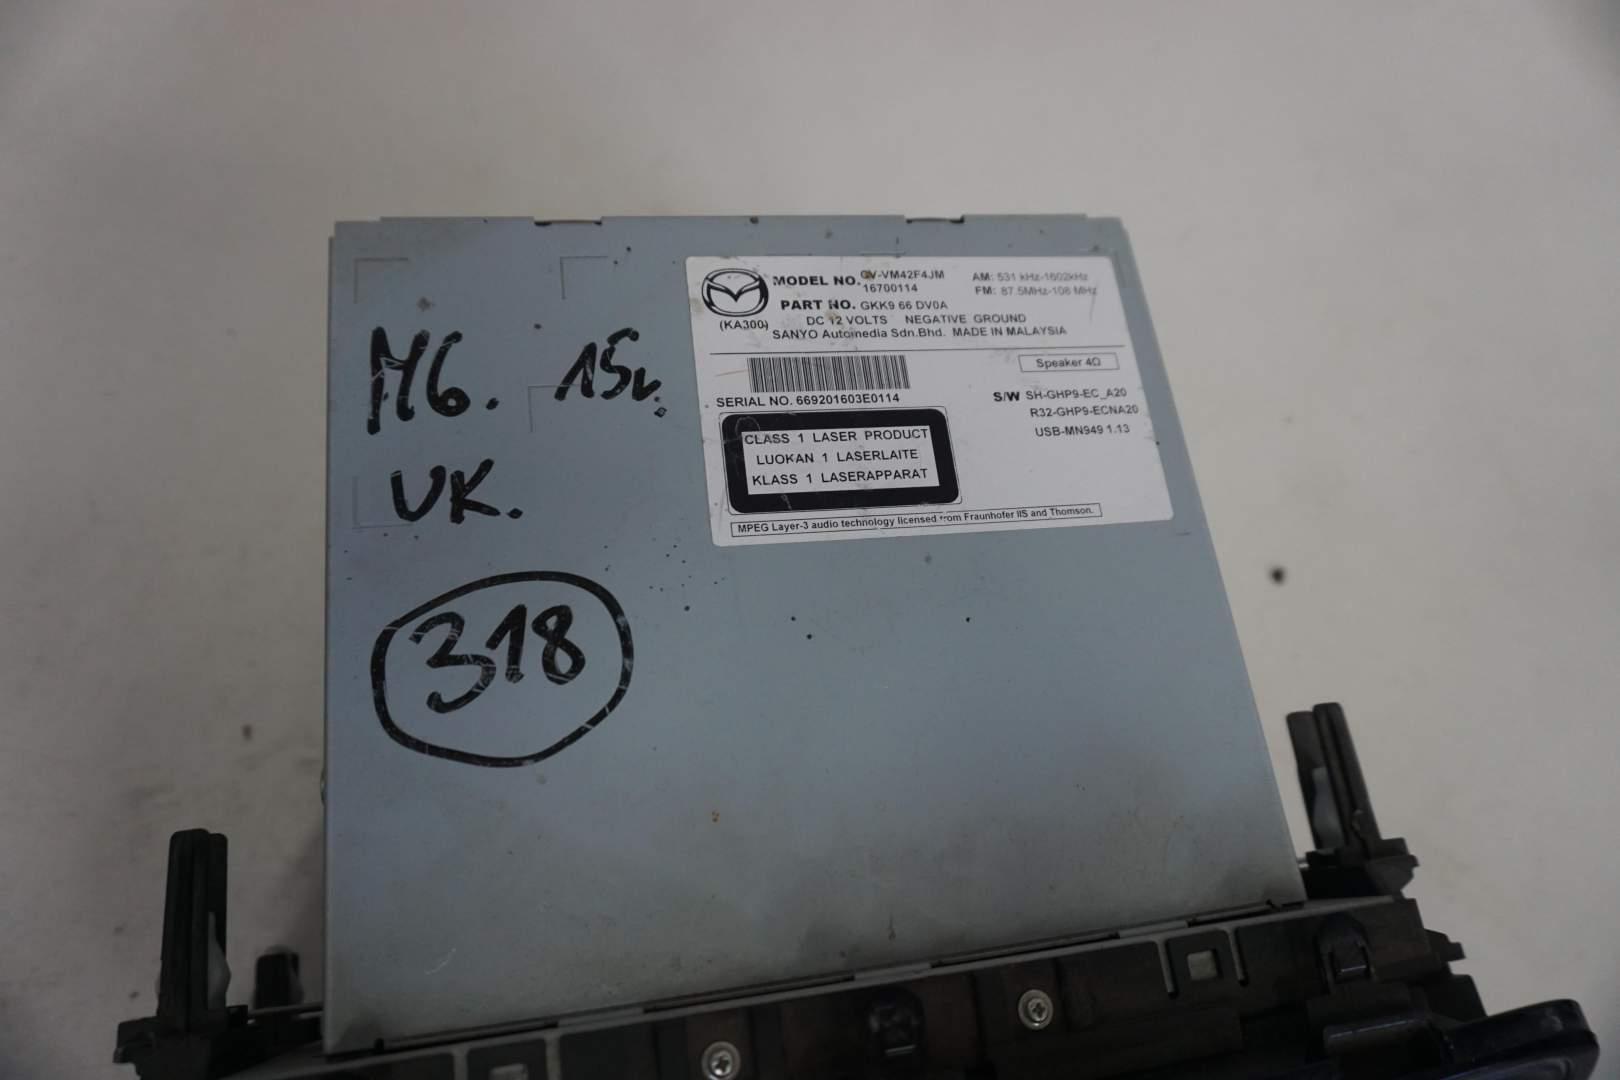 MODEL NO. CV-VM42F4JM
16700114
AM: 531 kHz-1602kHz
FM: 87.5MHz-108 MHz
PART NO. GKK9 66 DV0A
(KA300)
DC 12 VOLTS NEGATIVE GROUND
SANYO Automedia Sdn.Bhd. MADE IN MALAYSIA
Speaker 4Ω
SERIAL NO. 669201603E0114
S/W SH-GHP9-EC_A20
R32-GHP9-ECNA20
USB-MN949 1.13
CLASS 1 LASER PRODUCT
LUOKAN 1 LASERLAITE
KLASS 1 LASERAPPARAT
MPEG Layer-3 audio technology licensed from Fraunhofer IIS and Thomson.
M6. 15r.
UK.
318